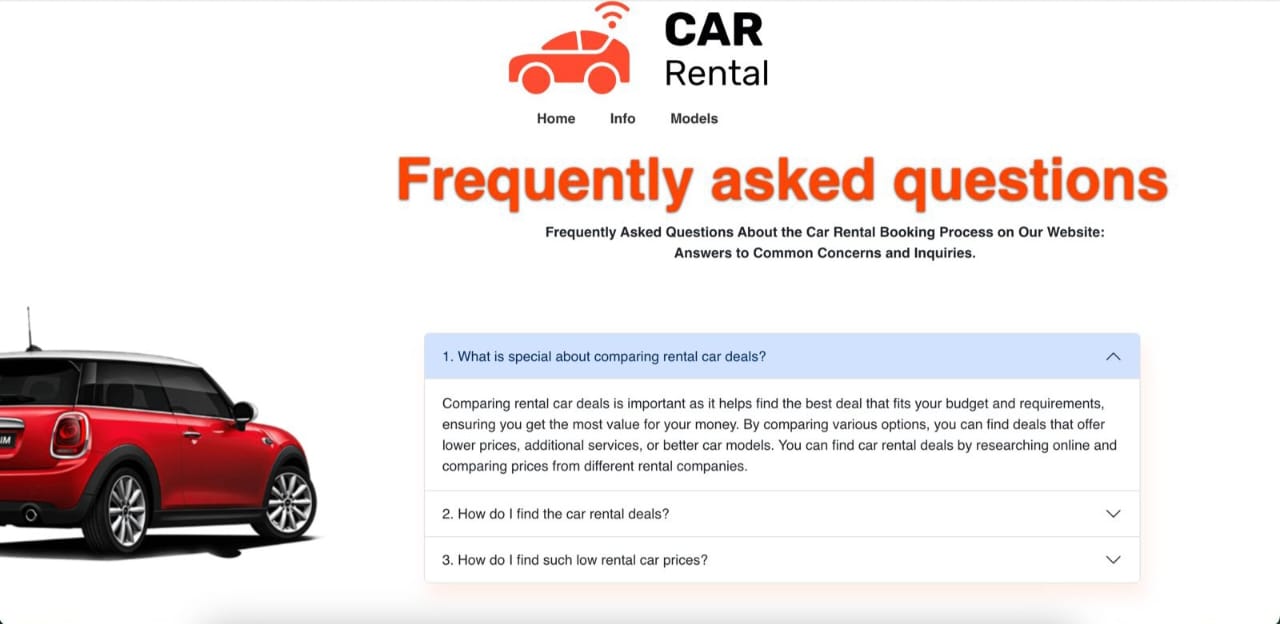 CAR
Rental
Home Info Models
Frequently asked questions
Frequently Asked Questions About the Car Rental Booking Process on Our Website:
Answers to Common Concerns and Inquiries.
1. What is special about comparing rental car deals?
Comparing rental car deals is important as it helps find the best deal that fits your budget and requirements,
ensuring you get the most value for your money. By comparing various options, you can find deals that offer
lower prices, additional services, or better car models. You can find car rental deals by researching online and
comparing prices from different rental companies.
2. How do I find the car rental deals?
3. How do I find such low rental car prices?